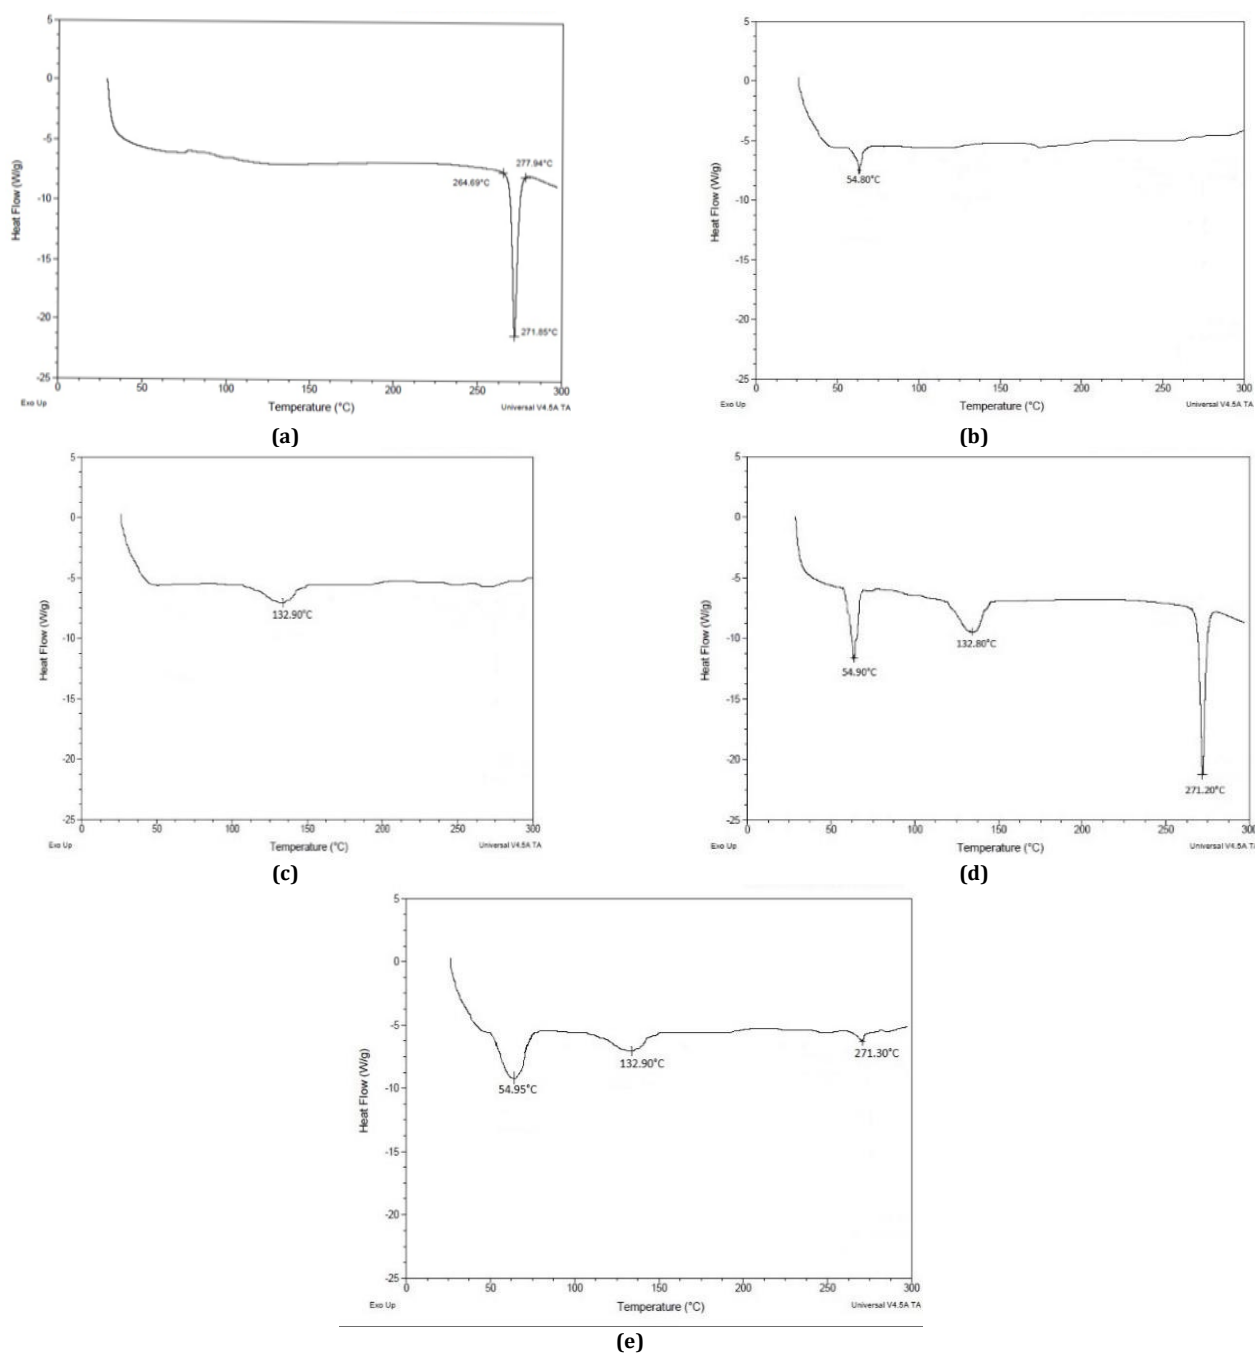 5
0
-5
-10
-15
-20
-25
Heat Flow (W/g)
264.69°C
277.94°C
271.85°C
0
50
100
150
200
250
300
Exo Up
Temperature (°C)
Universal V4.5A TA
(a)
5
0
-5
-10
-15
-20
-25
Heat Flow (W/g)
54.80°C
0
50
100
150
200
250
300
Exo Up
Temperature (°C)
Universal V4.5A TA
(b)
5
0
-5
-10
-15
-20
-25
Heat Flow (W/g)
132.90°C
0
50
100
150
200
250
300
Exo Up
Temperature (°C)
Universal V4.5A TA
(c)
5
0
-5
-10
-15
-20
-25
Heat Flow (W/g)
54.90°C
132.80°C
271.20°C
0
50
100
150
200
250
300
Exo Up
Temperature (°C)
Universal V4.5A TA
(d)
5
0
-5
-10
-15
-20
-25
Heat Flow (W/g)
54.95°C
132.90°C
271.30°C
0
50
100
150
200
250
300
Exo Up
Temperature (°C)
Universal V4.5A TA
(e)